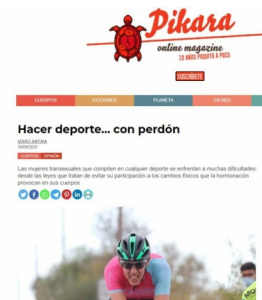 Pikara
online magazine
10 AÑOS POQUITO A POCO
SUSCRÍBETE
CUERPOS FICCIONES PLANETA EN RED
Hacer deporte... con perdón
CUERPOS OPINIÓN
Las mujeres transexuales que compiten en cualquier deporte se enfrentan a muchas dificultades:
desde las leyes que tratan de evitar su participación a los cambios físicos que la hormonación
provocan en sus cuerpos